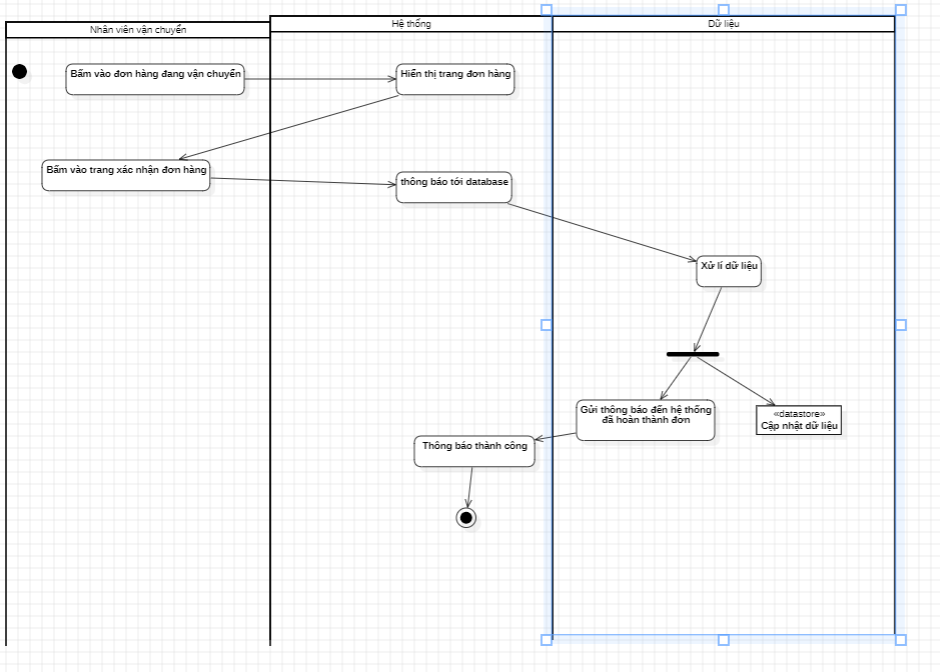 Nhân viên vận chuyển
Hệ thống
Dữ liệu
Bấm vào đơn hàng đang vận chuyển
Hiển thị trang đơn hàng
Bấm vào trang xác nhận đơn hàng
thông báo tới database
Xử lí dữ liệu
Gửi thông báo đến hệ thống
đã hoàn thành đơn
«datastore»
Cập nhật dữ liệu
Thông báo thành công